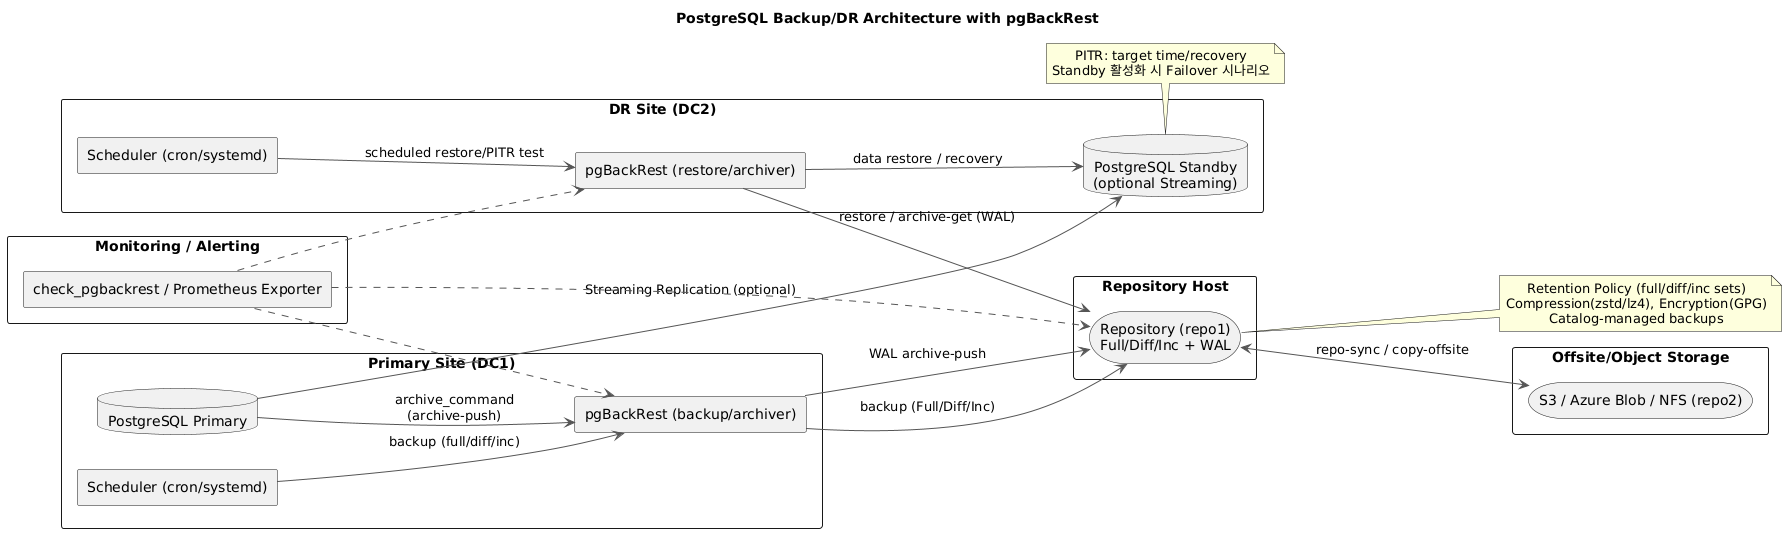 PostgreSQL Backup/DR Architecture with pgBackRest
PITR: target time/recovery
Standby 활성화 시 Failover 시나리오
DR Site (DC2)
Scheduler (cron/systemd)
scheduled restore/PITR test
pgBackRest (restore/archiver)
data restore / recovery
PostgreSQL Standby
(optional Streaming)
restore / archive-get (WAL)
Monitoring / Alerting
check_pgbackrest / Prometheus Exporter
Streaming Replication (optional)
Repository Host
Repository (repo1)
Full/Diff/Inc + WAL
Retention Policy (full/diff/inc sets)
Compression(zstd/lz4), Encryption(GPG)
Catalog-managed backups
repo-sync / copy-offsite
Offsite/Object Storage
S3 / Azure Blob / NFS (repo2)
Primary Site (DC1)
PostgreSQL Primary
archive_command
(archive-push)
pgBackRest (backup/archiver)
WAL archive-push
backup (Full/Diff/Inc)
backup (full/diff/inc)
Scheduler (cron/systemd)